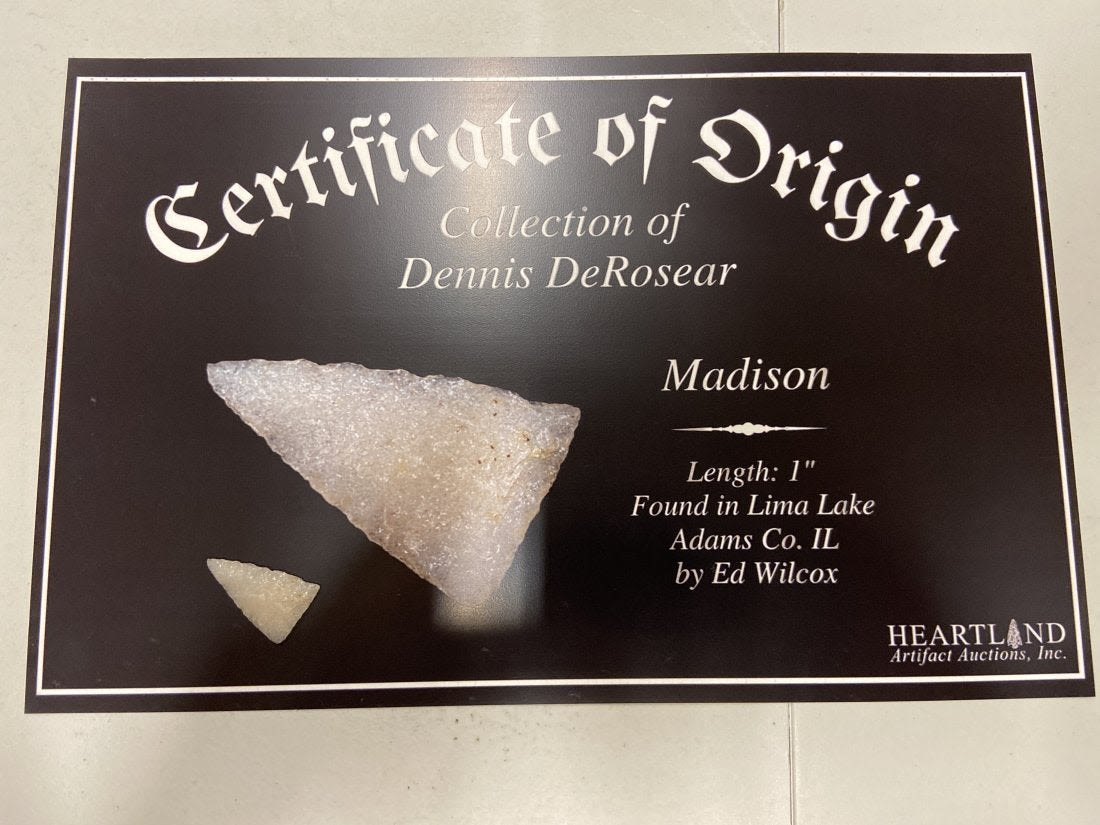 Certificate of Origin
Collection of
Dennis DeRosear
Madison
Length: 1"
Found in Lima Lake
Adams Co. IL
by Ed Wilcox
HEARTLAND
Artifact Auctions, Inc.